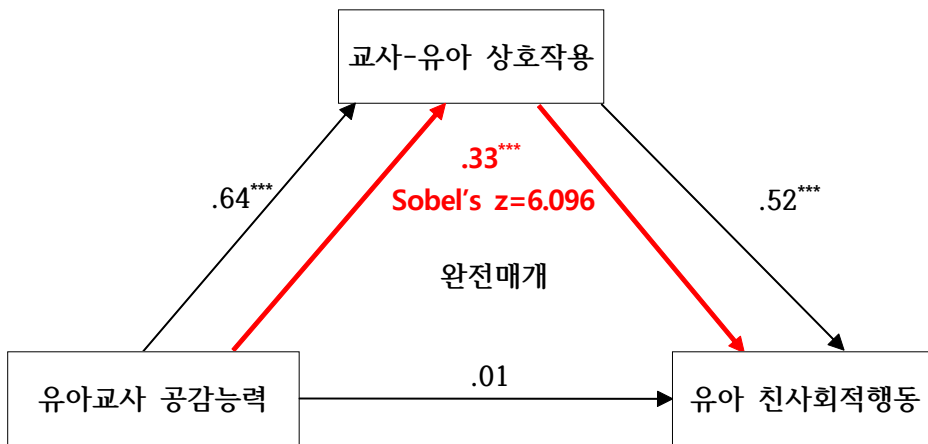 교사-유아 상호작용
.33***
.64***
Sobel's z=6.096
.52***
완전매개
유아교사 공감능력
.01
유아 친사회적행동